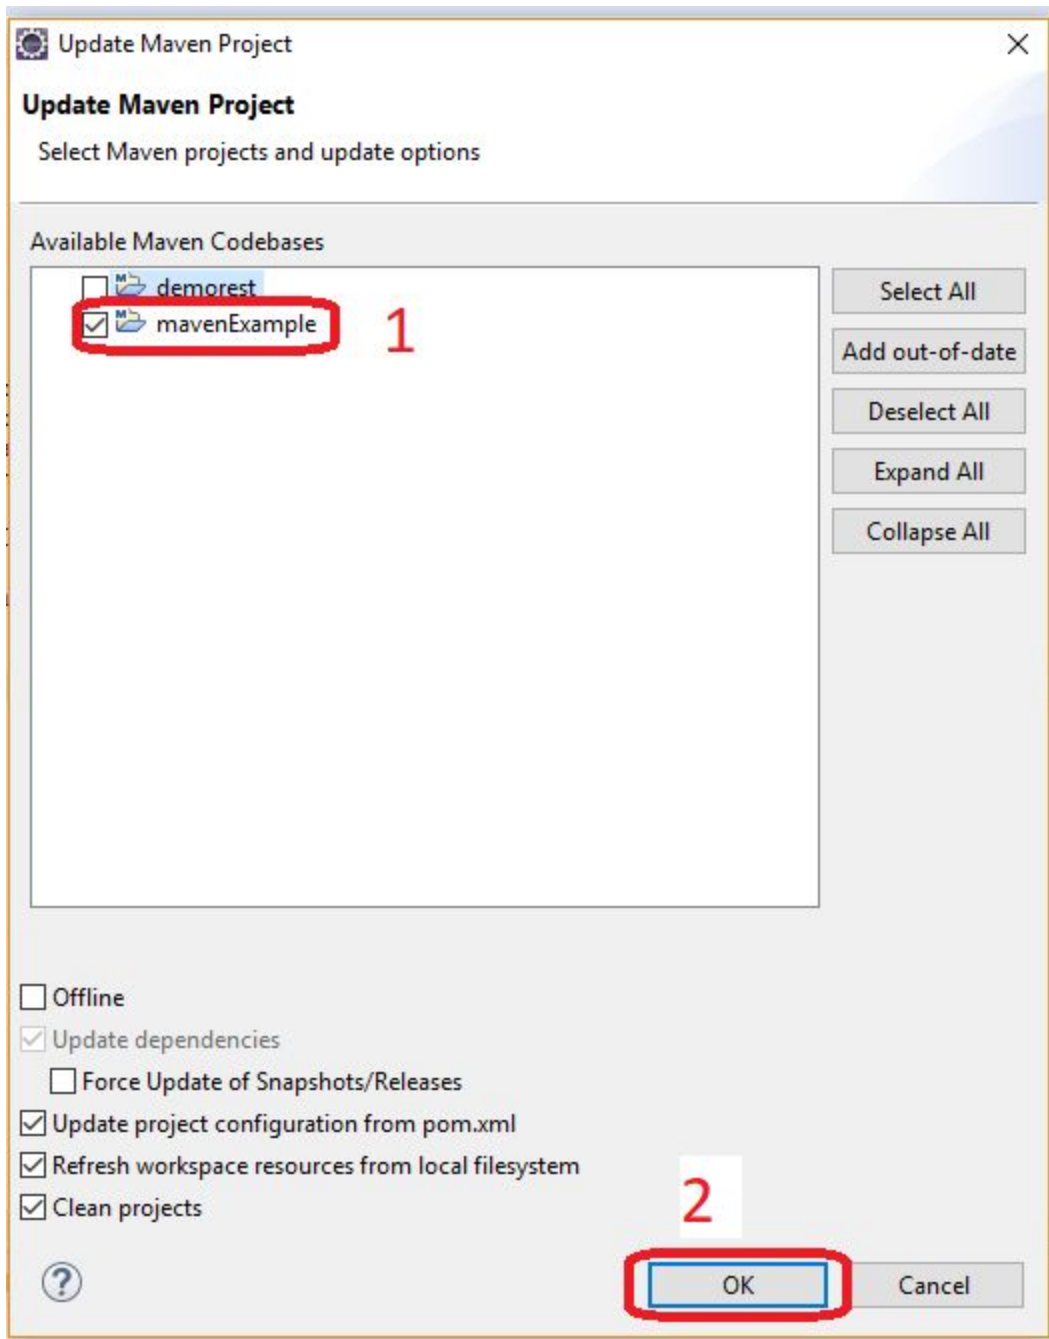 Update Maven Project
Update Maven Project
Select Maven projects and update options
Available Maven Codebases
demorest
mavenExample
1
Select All
Add out-of-date
Deselect All
Expand All
Collapse All
Offline
Update dependencies
Force Update of Snapshots/Releases
Update project configuration from pom.xml
Refresh workspace resources from local filesystem
Clean projects
2
?
OK
Cancel